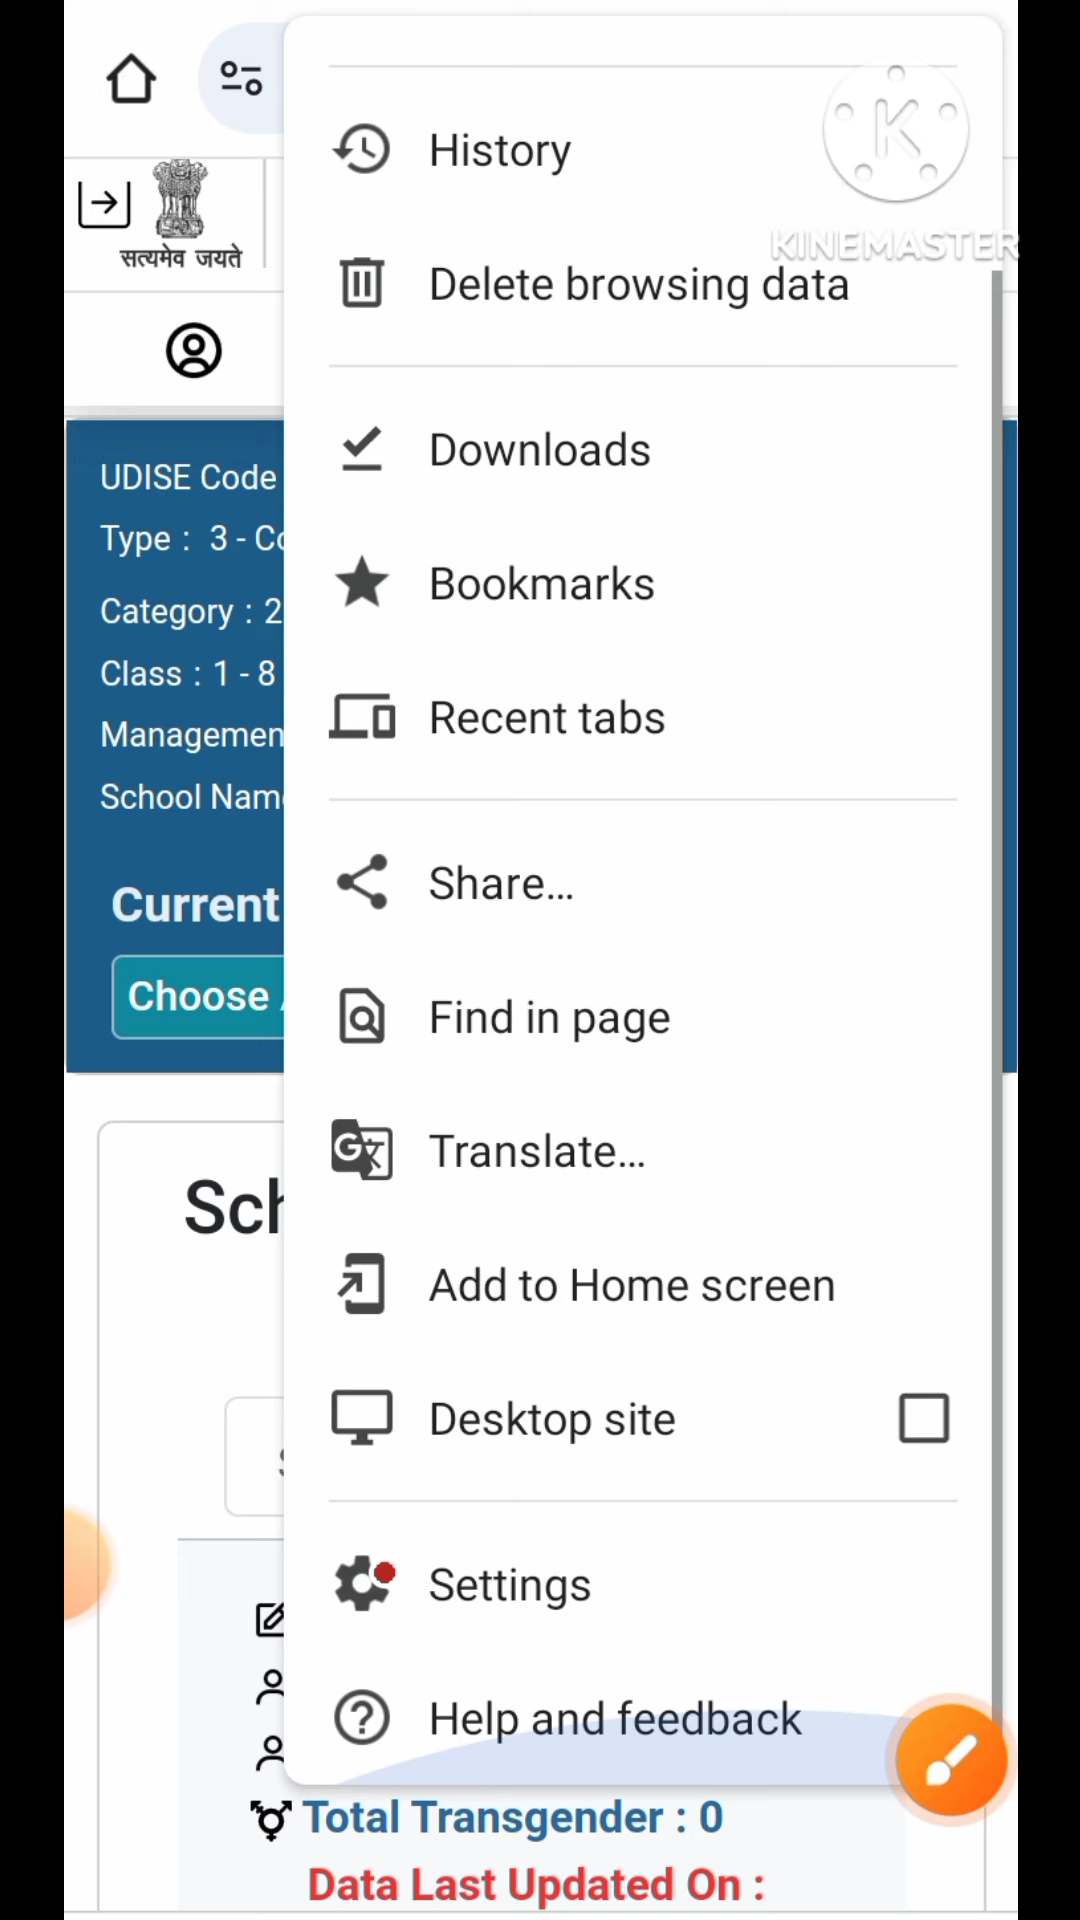 K
KINEMASTER
History
Delete browsing data
Downloads
Bookmarks
Recent tabs
Share...
Find in page
Translate...
Add to Home screen
Desktop site
Settings
Help and feedback
सत्यमेव जयते
UDISE Code
Type : 3 - Co
Category : 2
Class : 1 - 8
Managemen
School Nam
Current
Choose
Sch
Total Transgender : 0
Data Last Updated On :